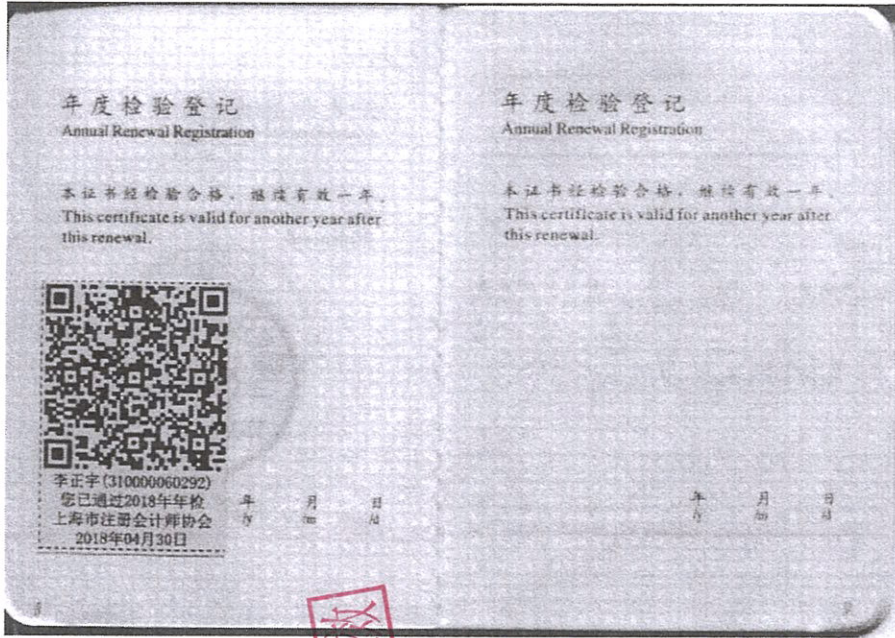 年度检验登记
Annual Renewal Registration
本证书经检验合格，继续有效一年。
This certificate is valid for another year after
this renewal.
李正宇(310000060292)
您已通过2018年年检
上海市注册会计师协会
2018年04月30日
年 月 日
/y /m /d
年度检验登记
Annual Renewal Registration
本证书经检验合格，继续有效一年。
This certificate is valid for another year after
this renewal.
年 月 日
/y /m /d